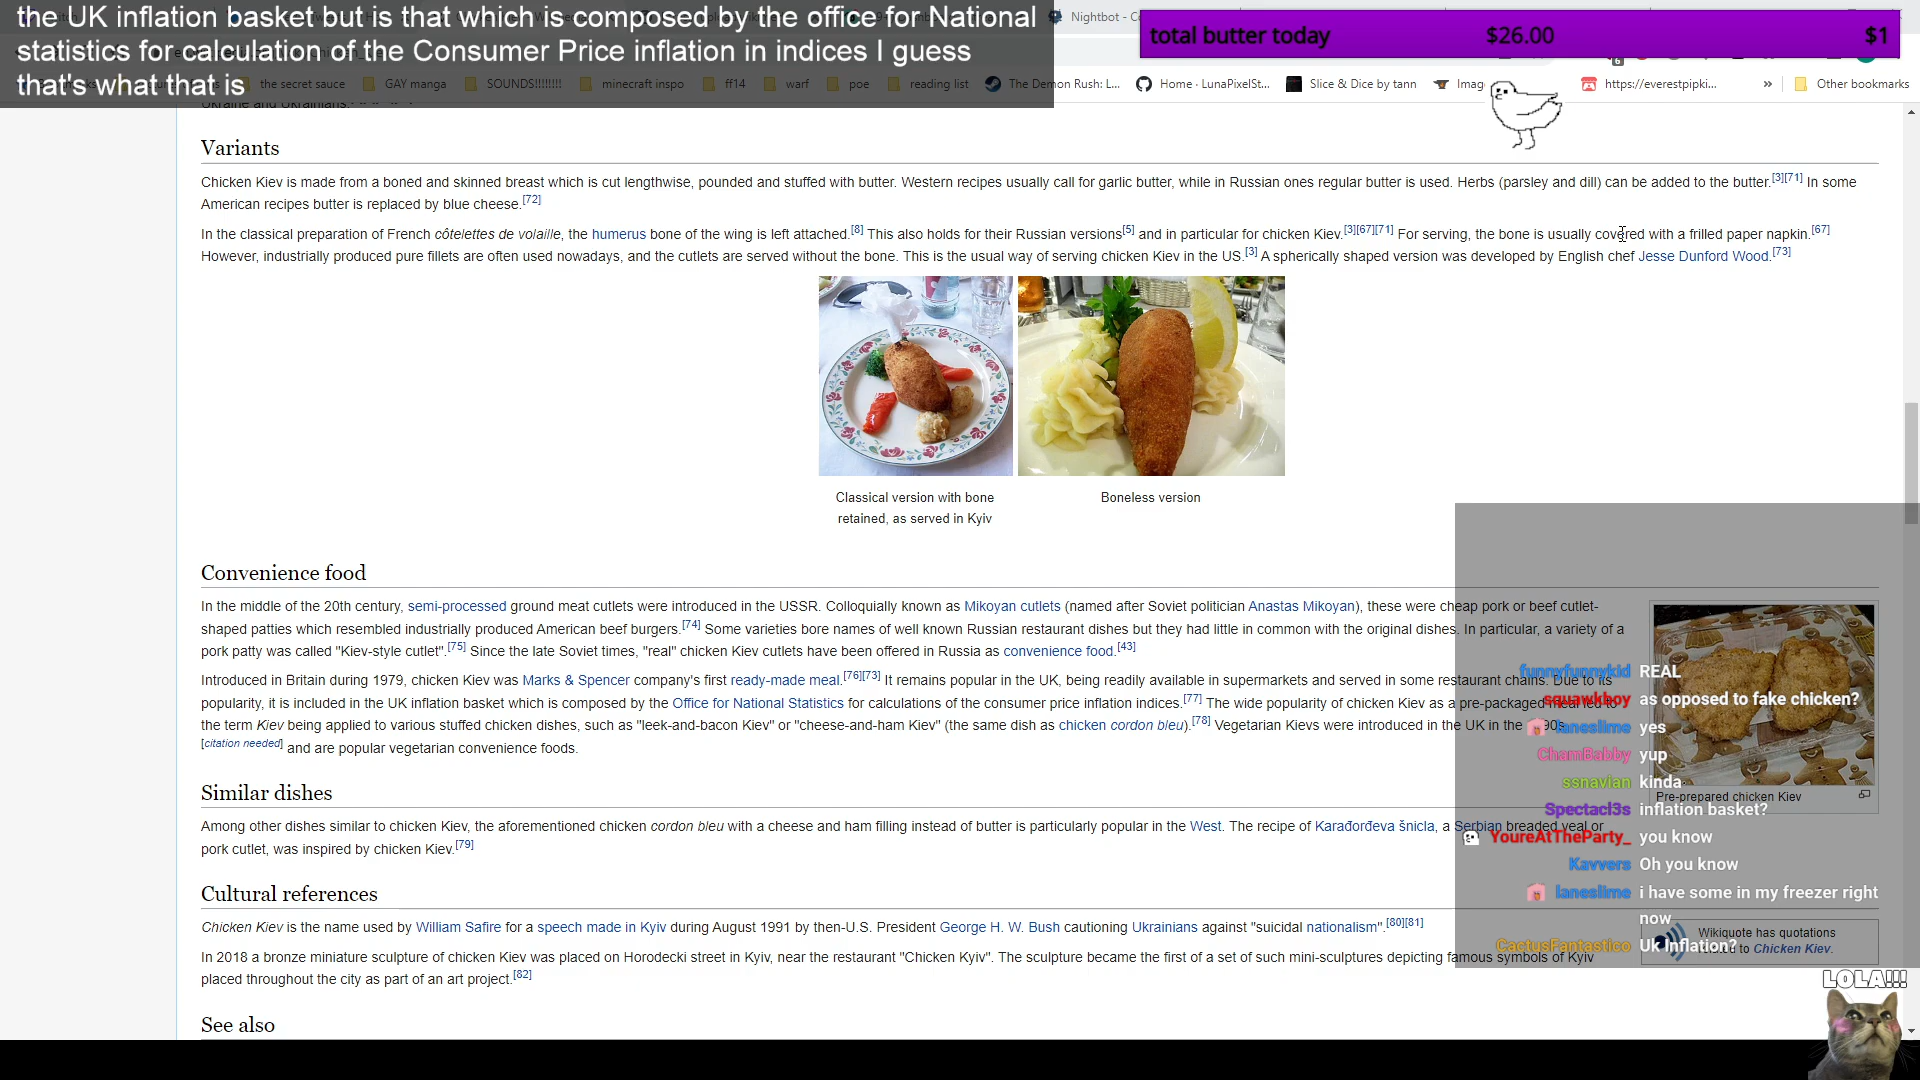 the UK inflation basket but is that which is composed by the office for National
statistics for calculation of the Consumer Price inflation in indices I guess
that's what that is
Nightbot - Co
total butter today $26.00 $1
the secret sauce
GAY manga
SOUNDS!!!!!!!!
minecraft inspo
ff14
warf
poe
reading list
The Demon Rush: L...
Home · LunaPixelSt...
Slice & Dice by tann
Imag
https://everestpipki...
»
Other bookmarks
Ukraine and Ukrainians.
Variants
Chicken Kiev is made from a boned and skinned breast which is cut lengthwise, pounded and stuffed with butter. Western recipes usually call for garlic butter, while in Russian ones regular butter is used. Herbs (parsley and dill) can be added to the butter.[3][71] In some
American recipes butter is replaced by blue cheese.[72]
In the classical preparation of French côtelettes de volaille, the humerus bone of the wing is left attached.[8] This also holds for their Russian versions[5] and in particular for chicken Kiev.[3][67][71] For serving, the bone is usually covered with a frilled paper napkin.[67]
However, industrially produced pure fillets are often used nowadays, and the cutlets are served without the bone. This is the usual way of serving chicken Kiev in the US.[3] A spherically shaped version was developed by English chef Jesse Dunford Wood.[73]
Classical version with bone
retained, as served in Kyiv
Boneless version
Convenience food
In the middle of the 20th century, semi-processed ground meat cutlets were introduced in the USSR. Colloquially known as Mikoyan cutlets (named after Soviet politician Anastas Mikoyan), these were cheap pork or beef cutlet-
shaped patties which resembled industrially produced American beef burgers.[74] Some varieties bore names of well known Russian restaurant dishes but they had little in common with the original dishes. In particular, a variety of a
pork patty was called "Kiev-style cutlet".[75] Since the late Soviet times, "real" chicken Kiev cutlets have been offered in Russia as convenience food.[43]
Introduced in Britain during 1979, chicken Kiev was Marks & Spencer company's first ready-made meal.[76][73] It remains popular in the UK, being readily available in supermarkets and served in some restaurant chains. Due to its
popularity, it is included in the UK inflation basket which is composed by the Office for National Statistics for calculations of the consumer price inflation indices.[77] The wide popularity of chicken Kiev as a pre-packaged meal led to
the term Kiev being applied to various stuffed chicken dishes, such as "leek-and-bacon Kiev" or "cheese-and-ham Kiev" (the same dish as chicken cordon bleu).[78] Vegetarian Kievs were introduced in the UK in the 90s
[citation needed] and are popular vegetarian convenience foods.
Pre-prepared chicken Kiev
Similar dishes
Among other dishes similar to chicken Kiev, the aforementioned chicken cordon bleu with a cheese and ham filling instead of butter is particularly popular in the West. The recipe of Karađorđeva šnicla, a Serbian breaded veal or
pork cutlet, was inspired by chicken Kiev.[79]
Cultural references
Chicken Kiev is the name used by William Safire for a speech made in Kyiv during August 1991 by then-U.S. President George H. W. Bush cautioning Ukrainians against "suicidal nationalism".[80][81]
In 2018 a bronze miniature sculpture of chicken Kiev was placed on Horodecki street in Kyiv, near the restaurant "Chicken Kyiv". The sculpture became the first of a set of such mini-sculptures depicting famous symbols of Kyiv
placed throughout the city as part of an art project.[82]
Wikiquote has quotations
related to Chicken Kiev.
See also
funnyfunnykid REAL
squawkboy as opposed to fake chicken?
laneslime yes
ChamBabby yup
ssnavian kinda
Spectacl3s inflation basket?
YoureAtTheParty_ you know
Kavvers Oh you know
laneslime i have some in my freezer right
now
CactusFantastico Uk Inflation?
LOLA!!!